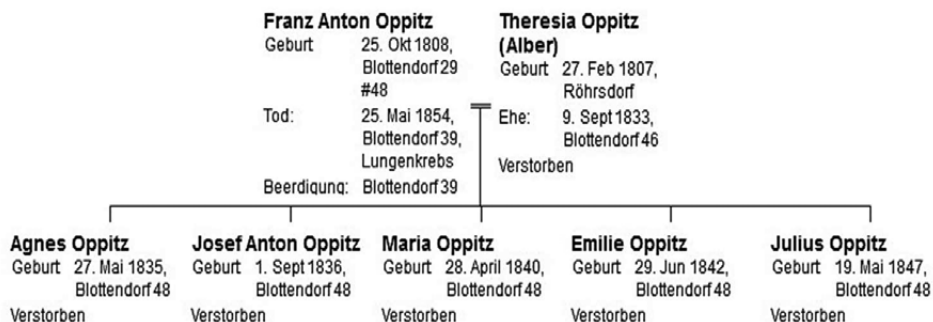 Franz Anton Oppitz
Geburt 25. Okt 1808,
Blottendorf 29
#48
Tod: 25. Mai 1854,
Blottendorf 39,
Lungenkrebs
Beerdigung: Blottendorf 39
Theresia Oppitz
(Alber)
Geburt 27. Feb 1807,
Röhrsdorf
Ehe: 9. Sept 1833,
Blottendorf 46
Verstorben
Agnes Oppitz
Geburt 27. Mai 1835,
Blottendorf 48
Verstorben
Josef Anton Oppitz
Geburt 1. Sept 1836,
Blottendorf 48
Verstorben
Maria Oppitz
Geburt 28. April 1840,
Blottendorf 48
Verstorben
Emilie Oppitz
Geburt 29. Jun 1842,
Blottendorf 48
Verstorben
Julius Oppitz
Geburt 19. Mai 1847,
Blottendorf 48
Verstorben